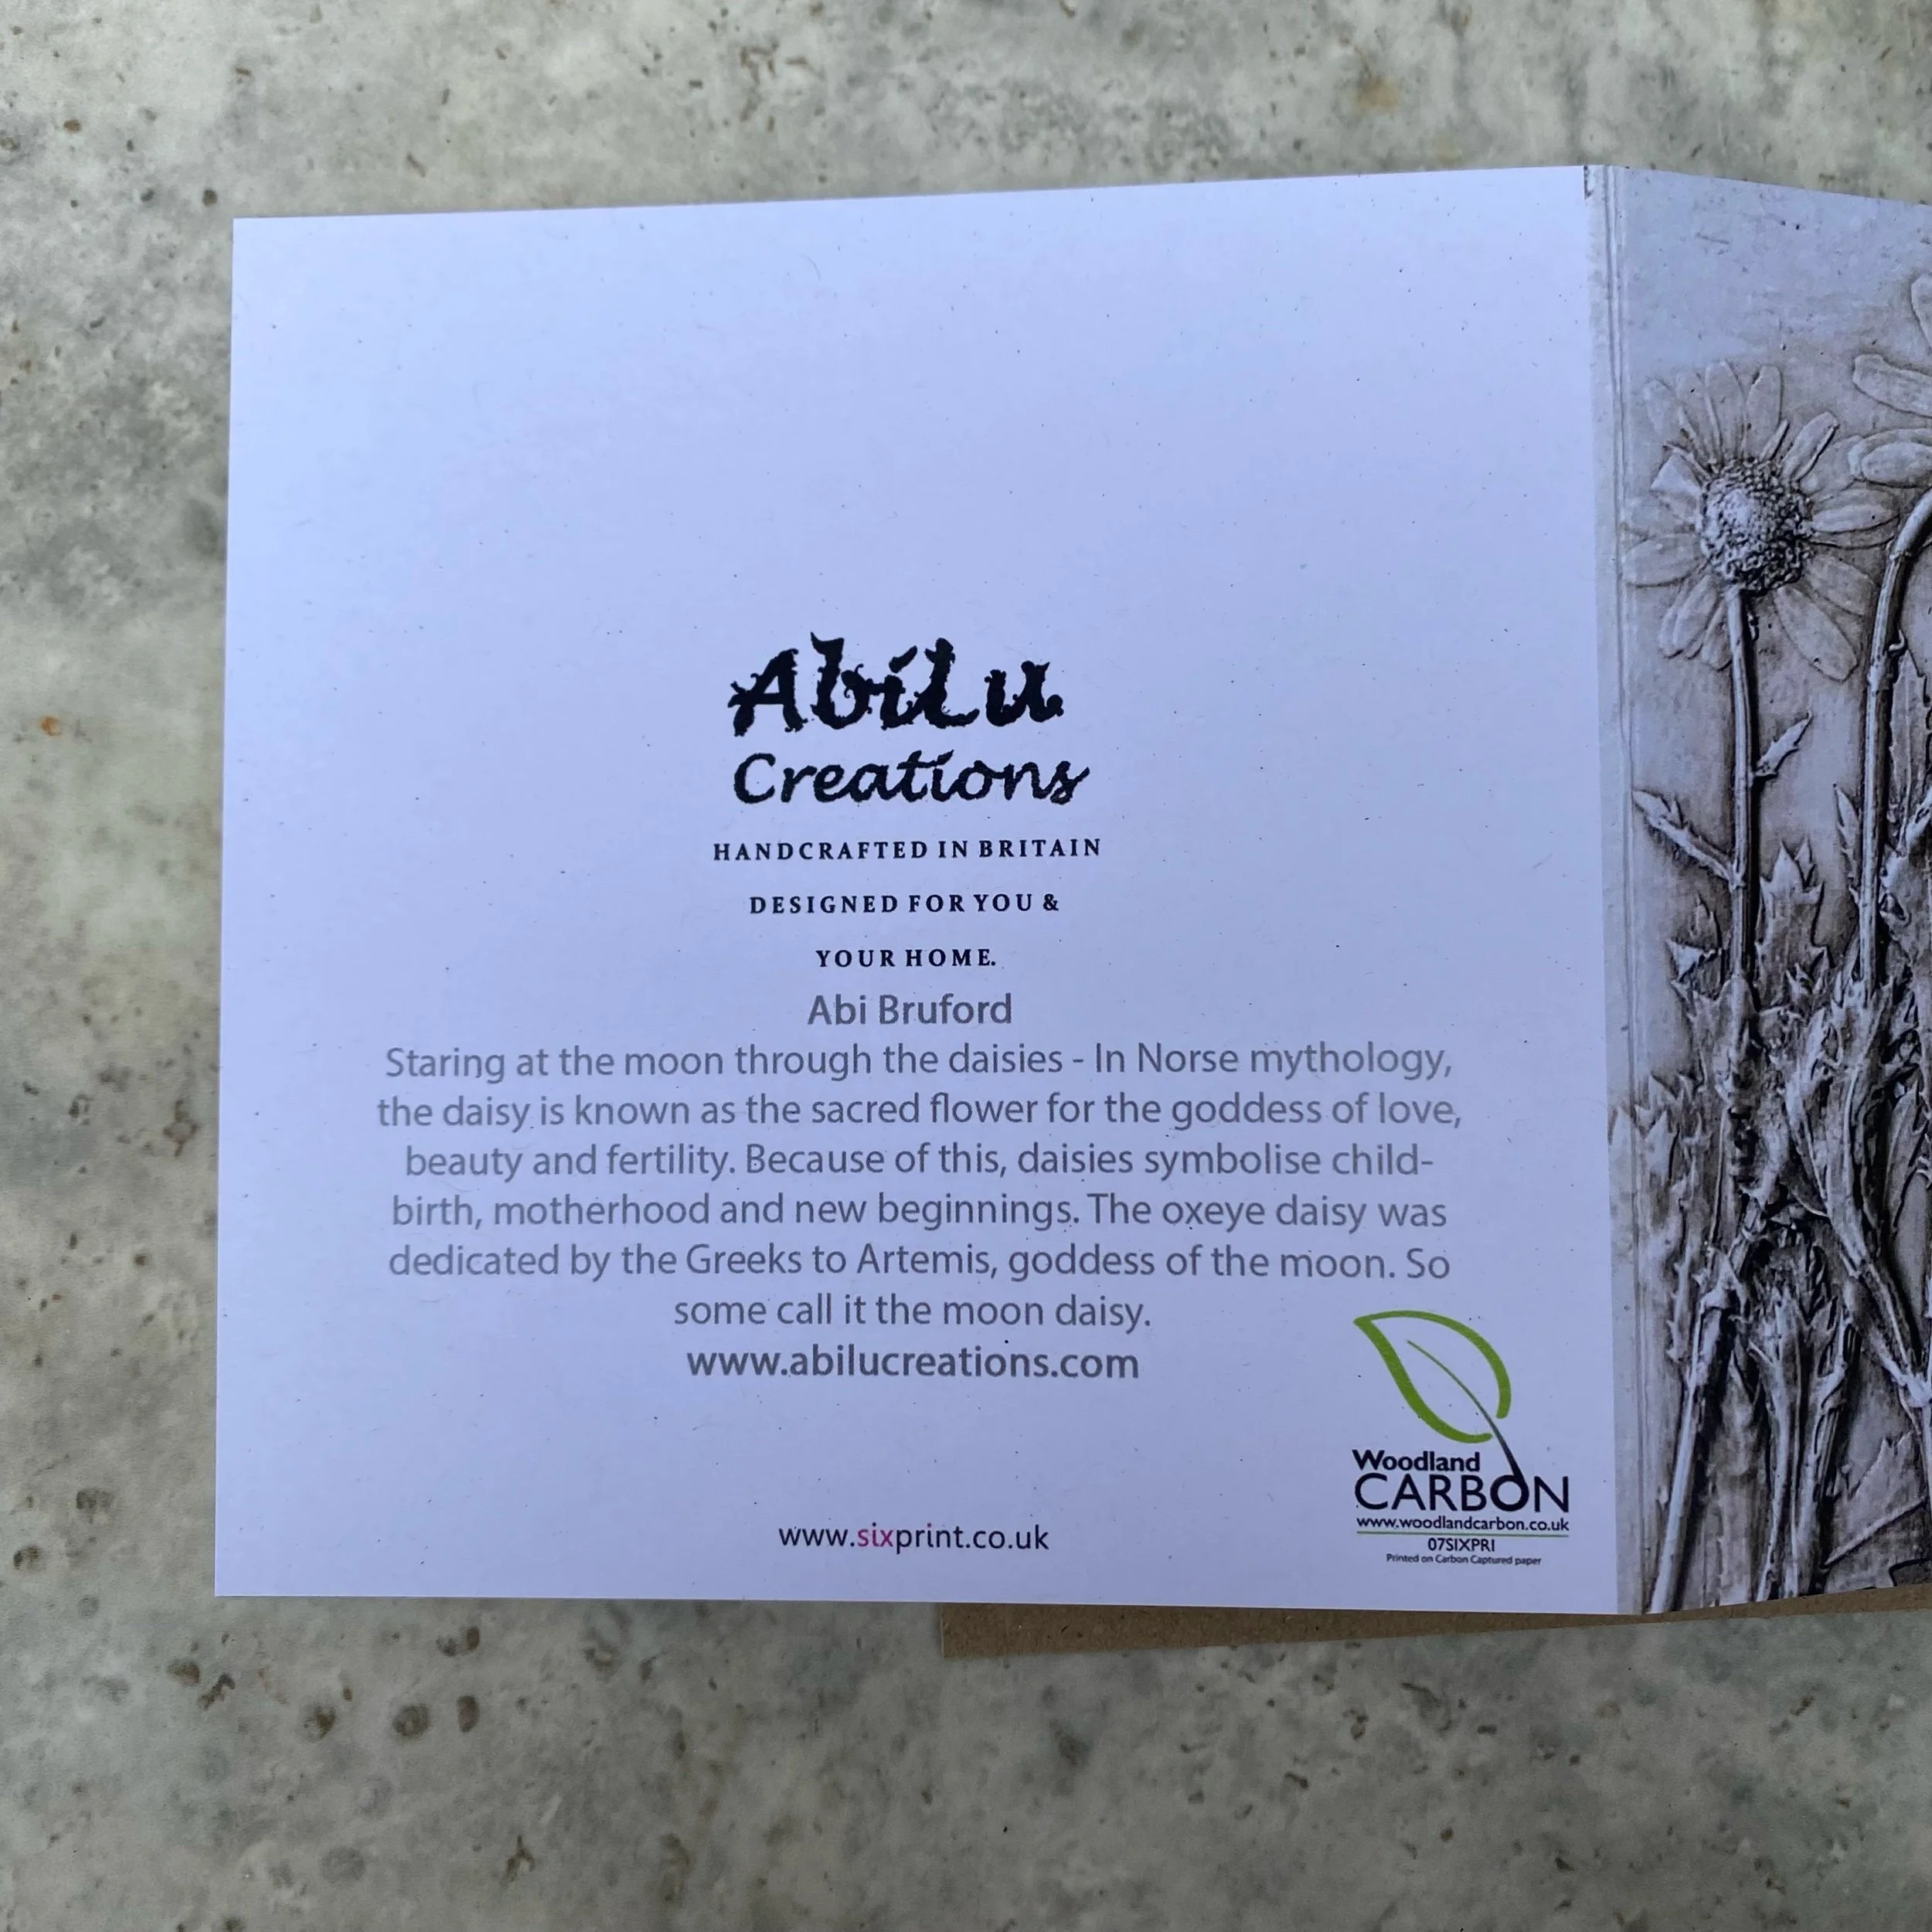 AbiLu
Creations
HANDCRAFTED IN BRITAIN
DESIGNED FOR YOU &
YOUR HOME.
Abi Bruford
Staring at the moon through the daisies - In Norse mythology,
the daisy is known as the sacred flower for the goddess of love,
beauty and fertility. Because of this, daisies symbolise child-
birth, motherhood and new beginnings. The oxeye daisy was
dedicated by the Greeks to Artemis, goddess of the moon. So
some call it the moon daisy.
www.abilucreations.com
www.sixprint.co.uk
Woodland
CARBON
www.woodlandcarbon.co.uk
07SIXPRI
Printed on Carbon Captured paper